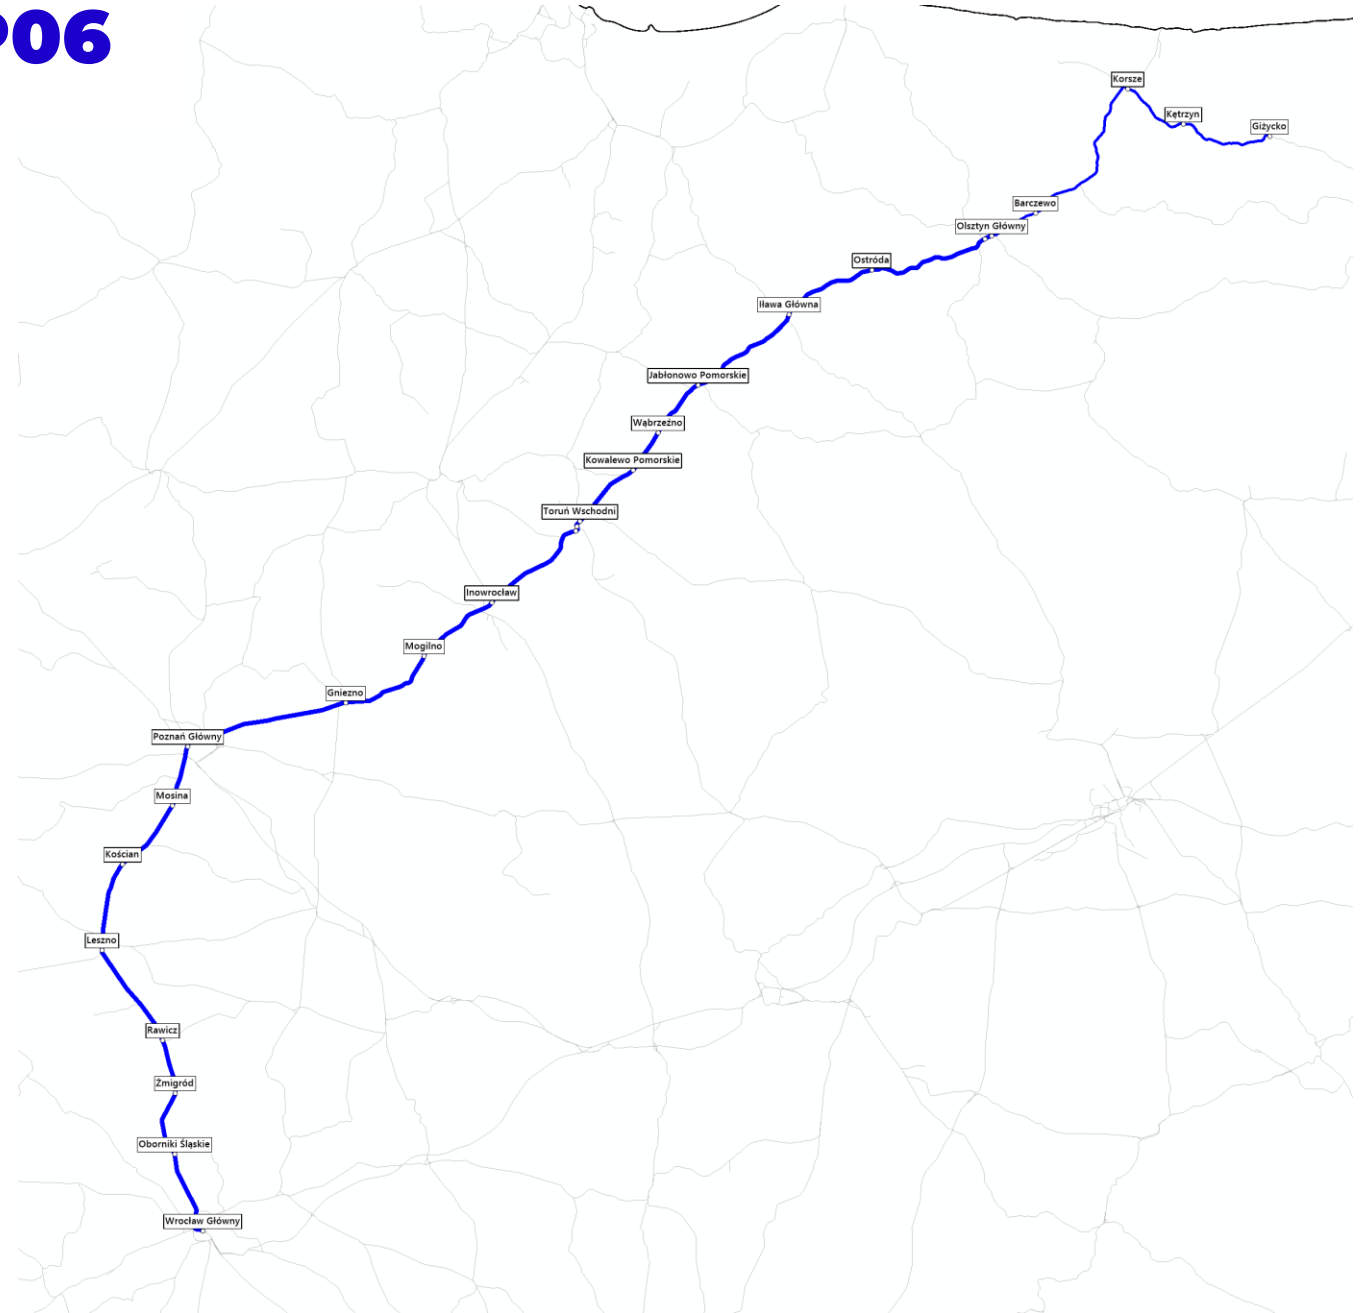 P06
Korsze
Kętrzyn
Giżycko
Barczewo
Olsztyn Główny
Ostróda
Iława Główna
Jabłonowo Pomorskie
Wąbrzeźno
Kowalewo Pomorskie
Toruń Wschodni
Inowrocław
Mogilno
Gniezno
Poznań Główny
Mosina
Kościan
Leszno
Rawicz
Żmigród
Oborniki Śląskie
Wrocław Główny